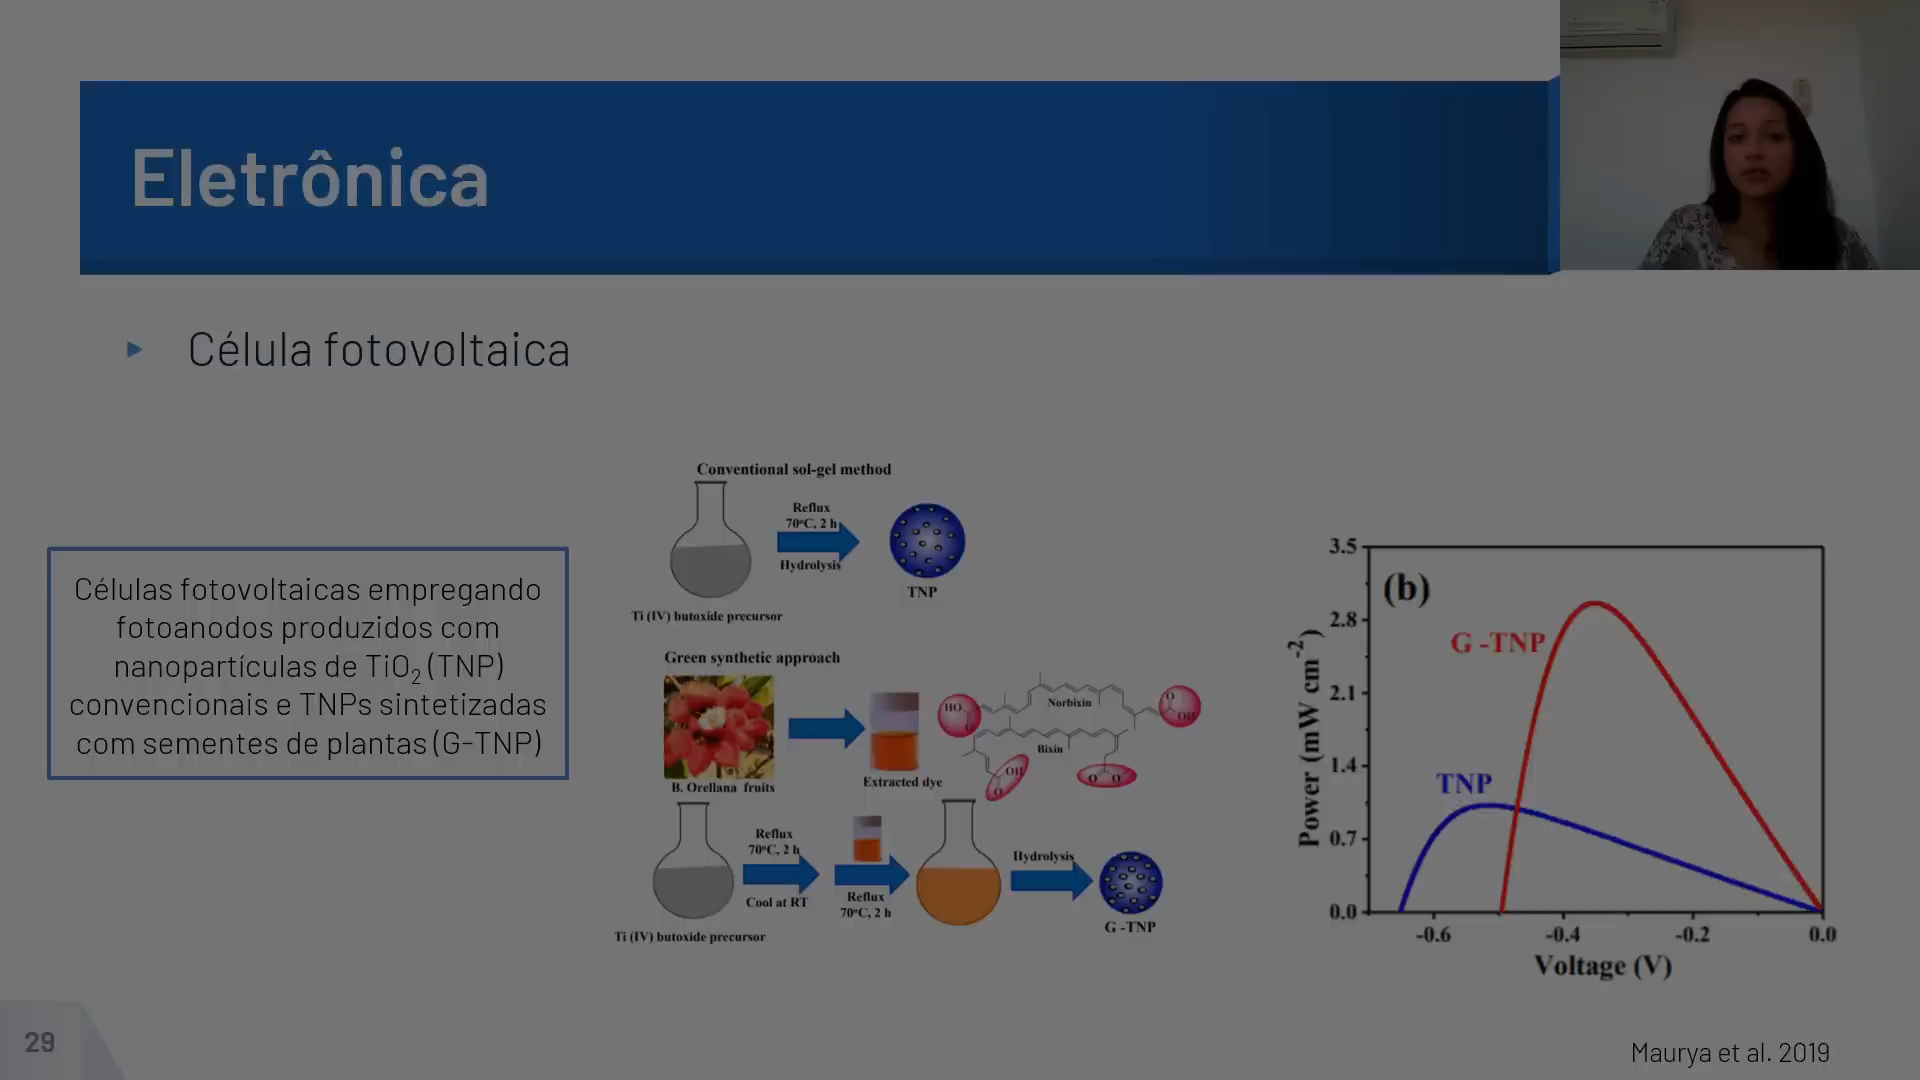 Eletrônica
Célula fotovoltaica
Células fotovoltaicas empregando
fotoanodos produzidos com
nanopartículas de TiO2 (TNP)
convencionais e TNPs sintetizadas
com sementes de plantas (G-TNP)
Conventional sol-gel method
Reflux
70°C, 2 h
Hydrolysis
TNP
Ti (IV) butoxide precursor
Green synthetic approach
B. Orellana fruits
Extracted dye
HO
O
Norbixin
O
OH
Bixin
OH
O
O O
Reflux
70°C, 2 h
Cool at RT
Reflux
70°C, 2 h
Hydrolysis
G -TNP
Ti (IV) butoxide precursor
(b)
G -TNP
TNP
Power (mW cm-2)
3.5
2.8
2.1
1.4
0.7
0.0
-0.6 -0.4 -0.2 0.0
Voltage (V)
29
Maurya et al. 2019